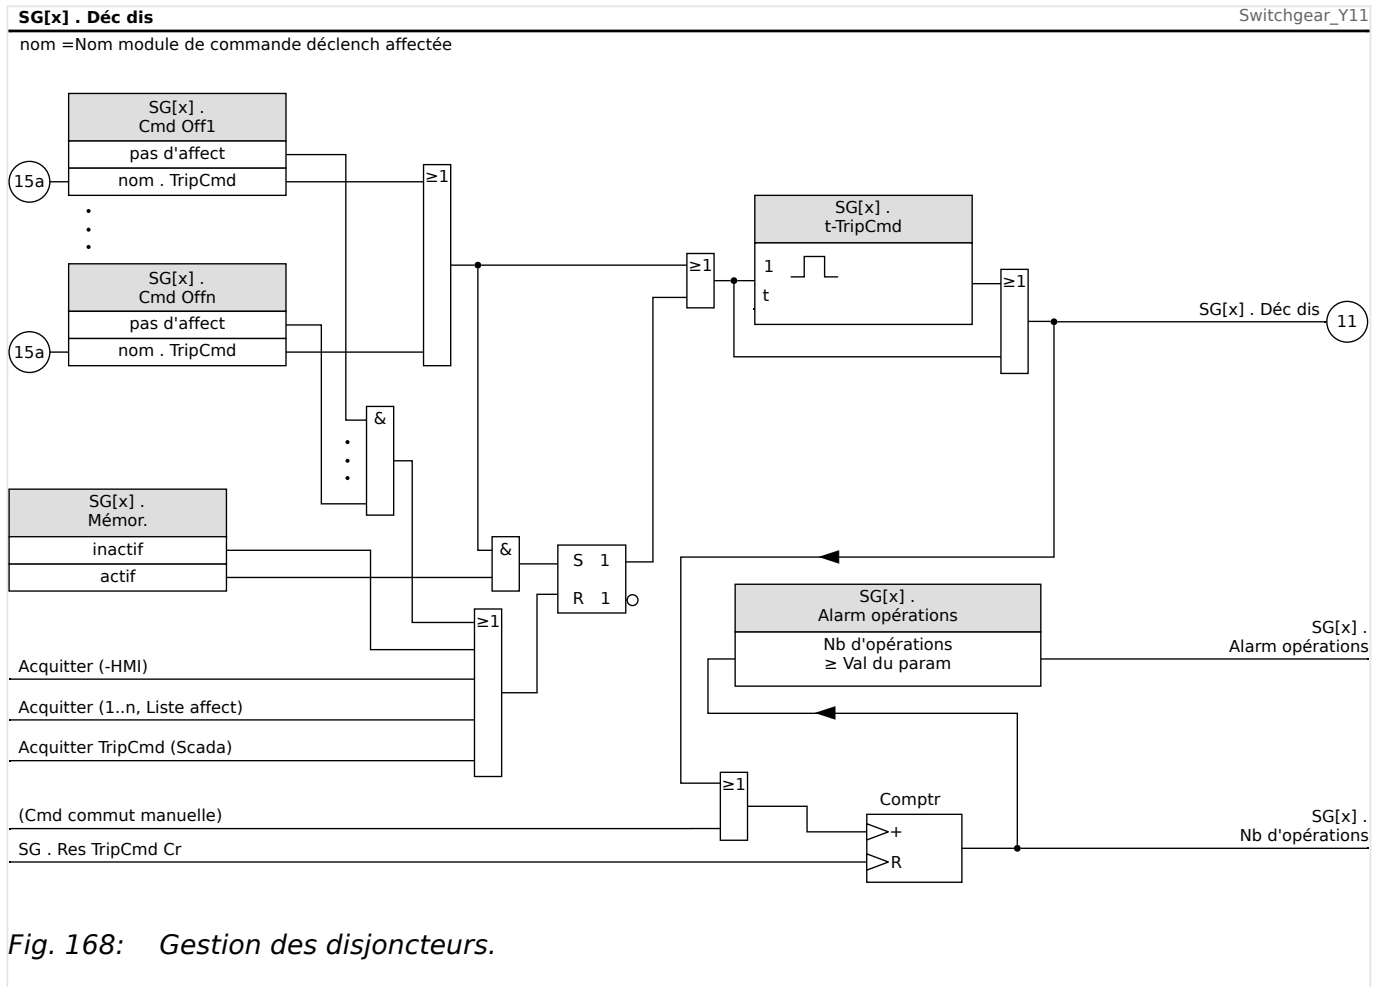 SG[x] . Déc dis
Switchgear_Y11
nom =Nom module de commande déclench affectée
SG[x] .
Cmd Off1
pas d'affect
15a
nom . TripCmd
≥1
SG[x] .
t-TripCmd
SG[x] .
Cmd Offn
≥1
1
t
≥1
SG[x] . Déc dis
11
pas d'affect
15a
nom . TripCmd
&
SG[x] .
Mémor.
inactif
actif
&
S 1
R 1
≥1
SG[x] .
Alarm opérations
Nb d'opérations
≥ Val du param
SG[x] .
Alarm opérations
Acquitter (-HMI)
Acquitter (1..n, Liste affect)
Acquitter TripCmd (Scada)
≥1
Comptr
(Cmd commut manuelle)
+
SG[x] .
Nb d'opérations
SG . Res TripCmd Cr
R
Fig. 168: Gestion des disjoncteurs.